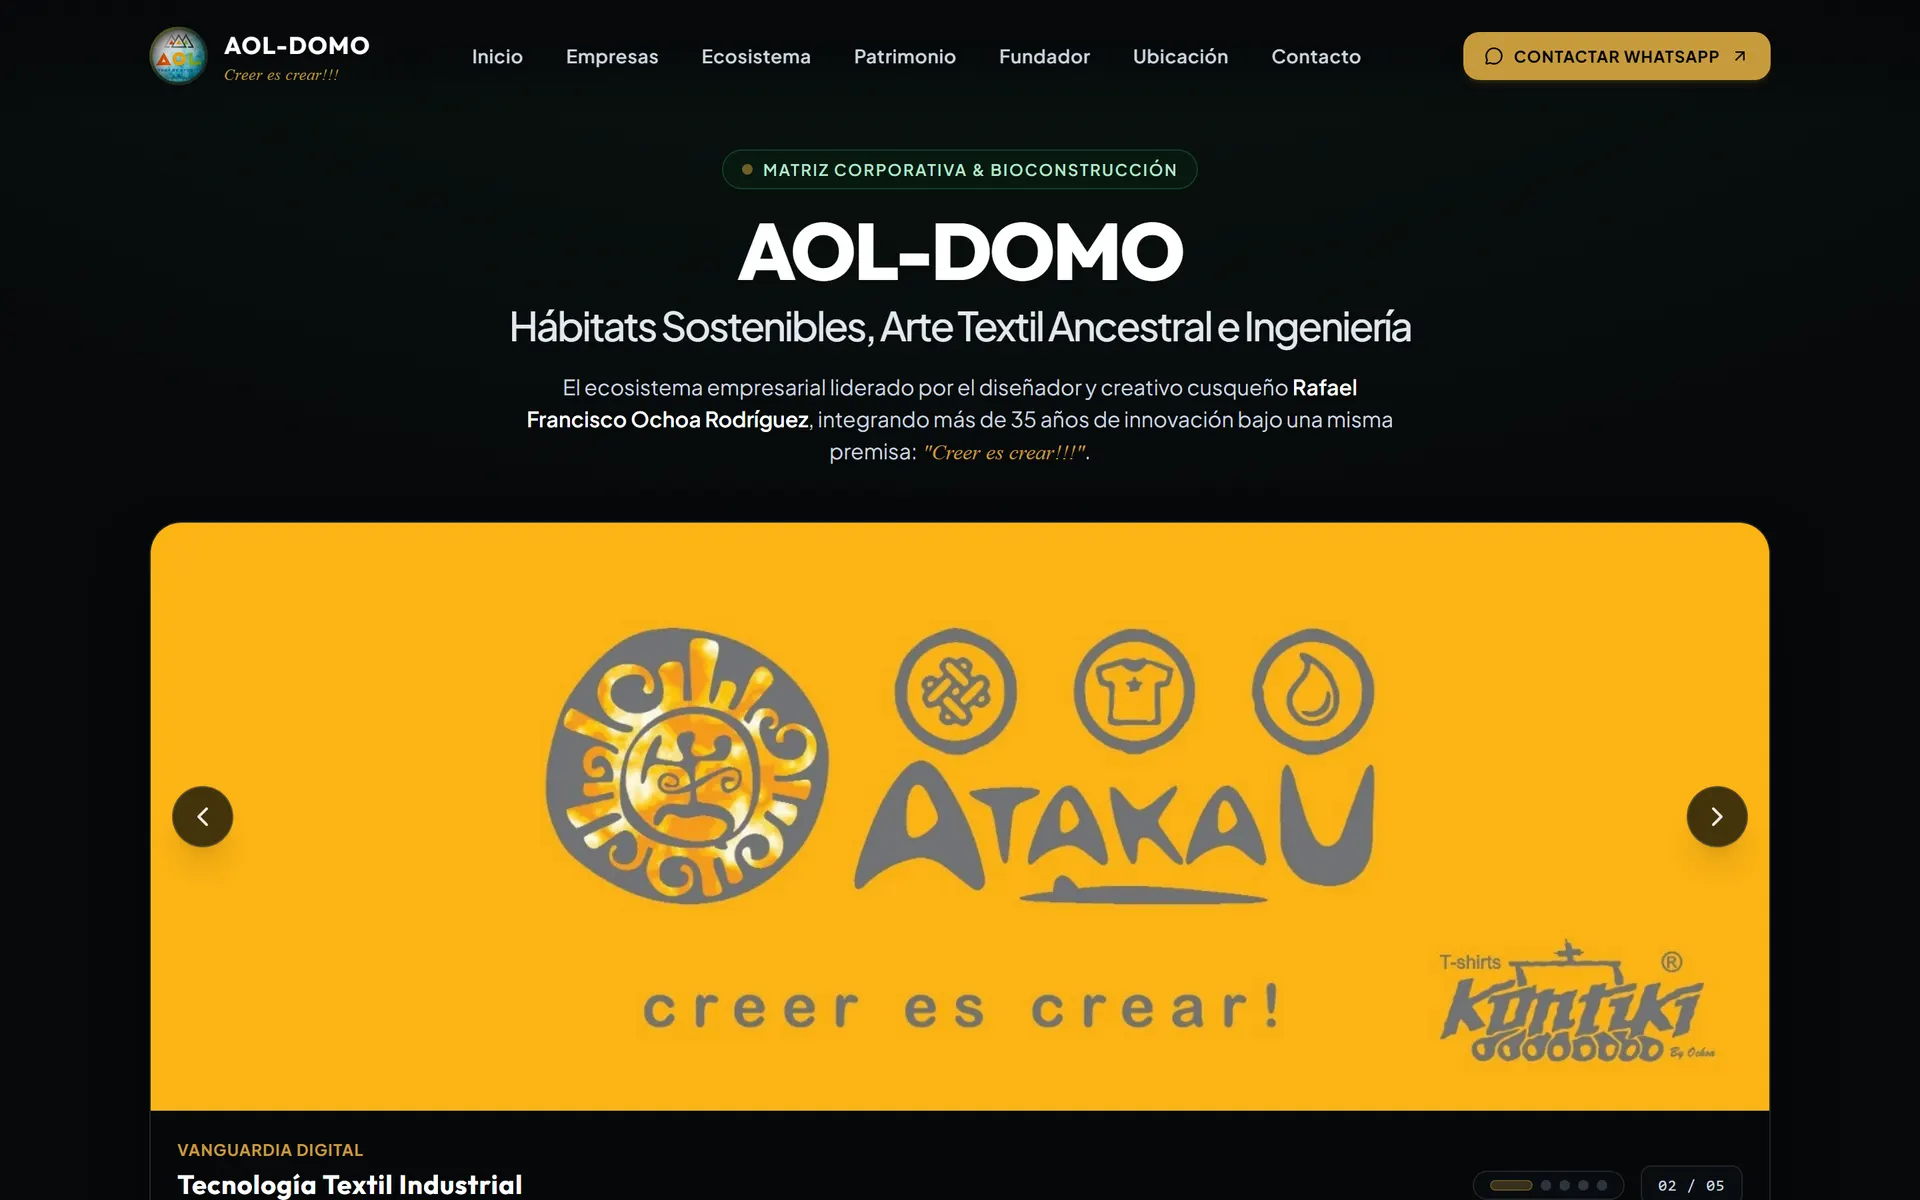 AOL-DOMO
Creer es crear!!!
Inicio
Empresas
Ecosistema
Patrimonio
Fundador
Ubicación
Contacto
CONTACTAR WHATSAPP
MATRIZ CORPORATIVA & BIOCONSTRUCCIÓN
AOL-DOMO
Hábitats Sostenibles, Arte Textil Ancestral e Ingeniería
El ecosistema empresarial liderado por el diseñador y creativo cusqueño Rafael
Francisco Ochoa Rodríguez, integrando más de 35 años de innovación bajo una misma
premisa: "Creer es crear!!!".
ATAKAU
creer es crear!
T-shirts ®
Kuntiki
By Ochoa
VANGUARDIA DIGITAL
Tecnología Textil Industrial
02 / 05